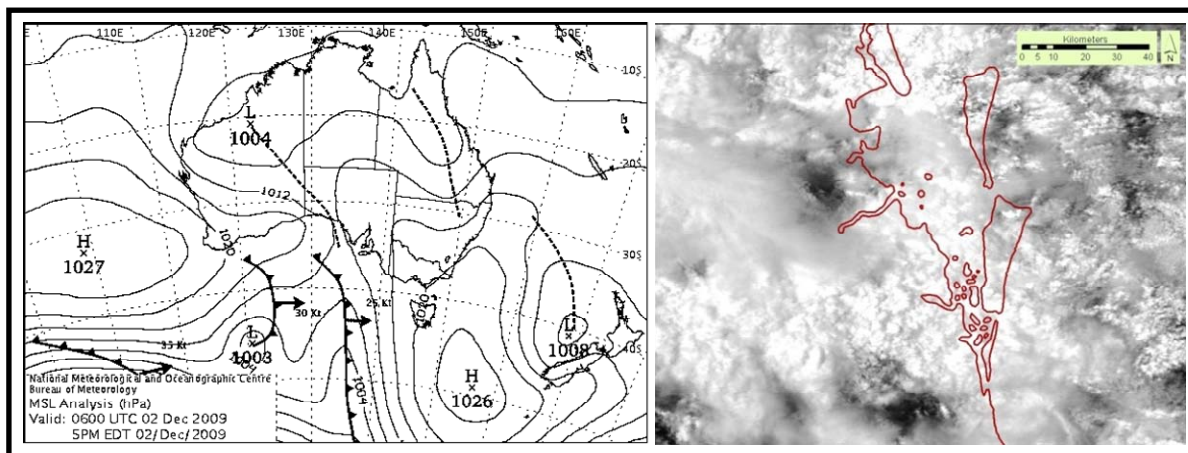 110E 120E 130E 140E 150E 160E
10S
L
1004
20S
1012
H
1027
1020
30S
30 Kt
25 Kt
1020
35 Kt
L
1003
1004
L
1008
40S
H
1026
National Meteorological and Oceanographic Centre
Bureau of Meteorology
MSL Analysis (hPa)
Valid: 0600 UTC 02 Dec 2009
5PM EDT 02/Dec/2009
Kilometers
0 5 10 20 30 40
N